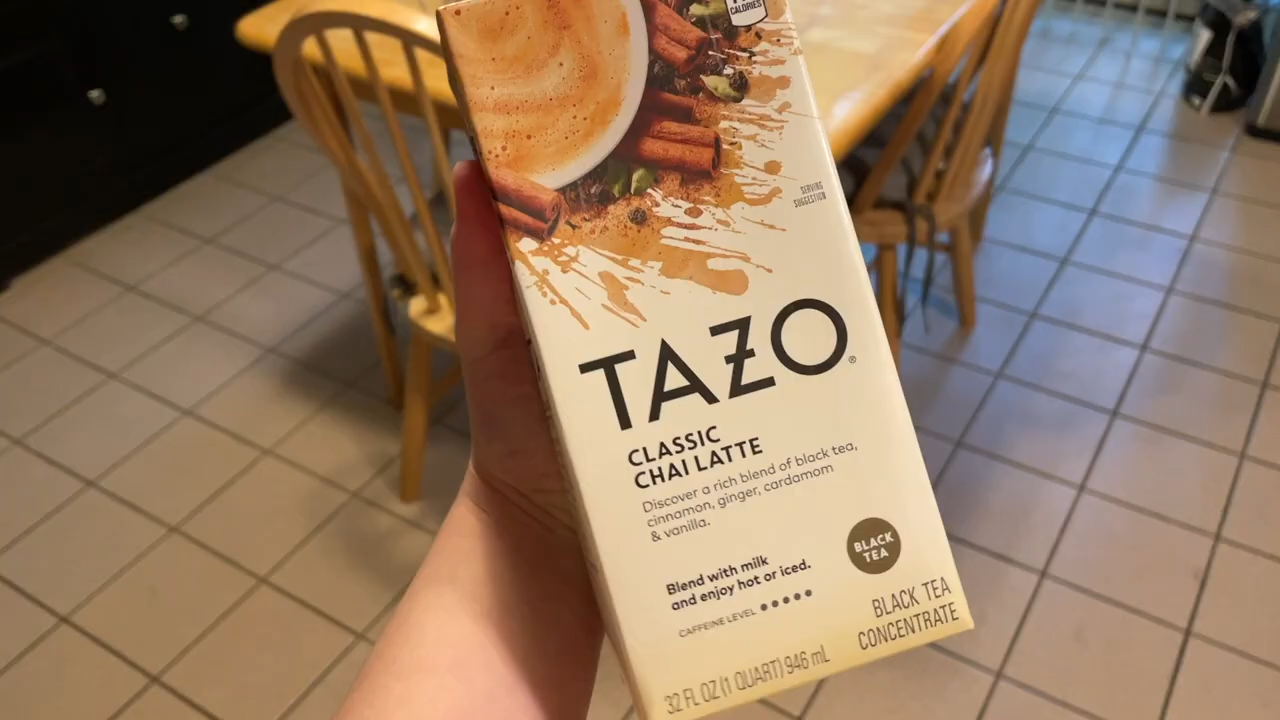 CALORIES
SERVING
SUGGESTION
TAZO®
CLASSIC
CHAI LATTE
Discover a rich blend of black tea,
cinnamon, ginger, cardamom
& vanilla.
Blend with milk
and enjoy hot or iced.
BLACK
TEA
CAFFEINE LEVEL ●●●●●
BLACK TEA
CONCENTRATE
32 FL OZ (1 QUART) 946 mL